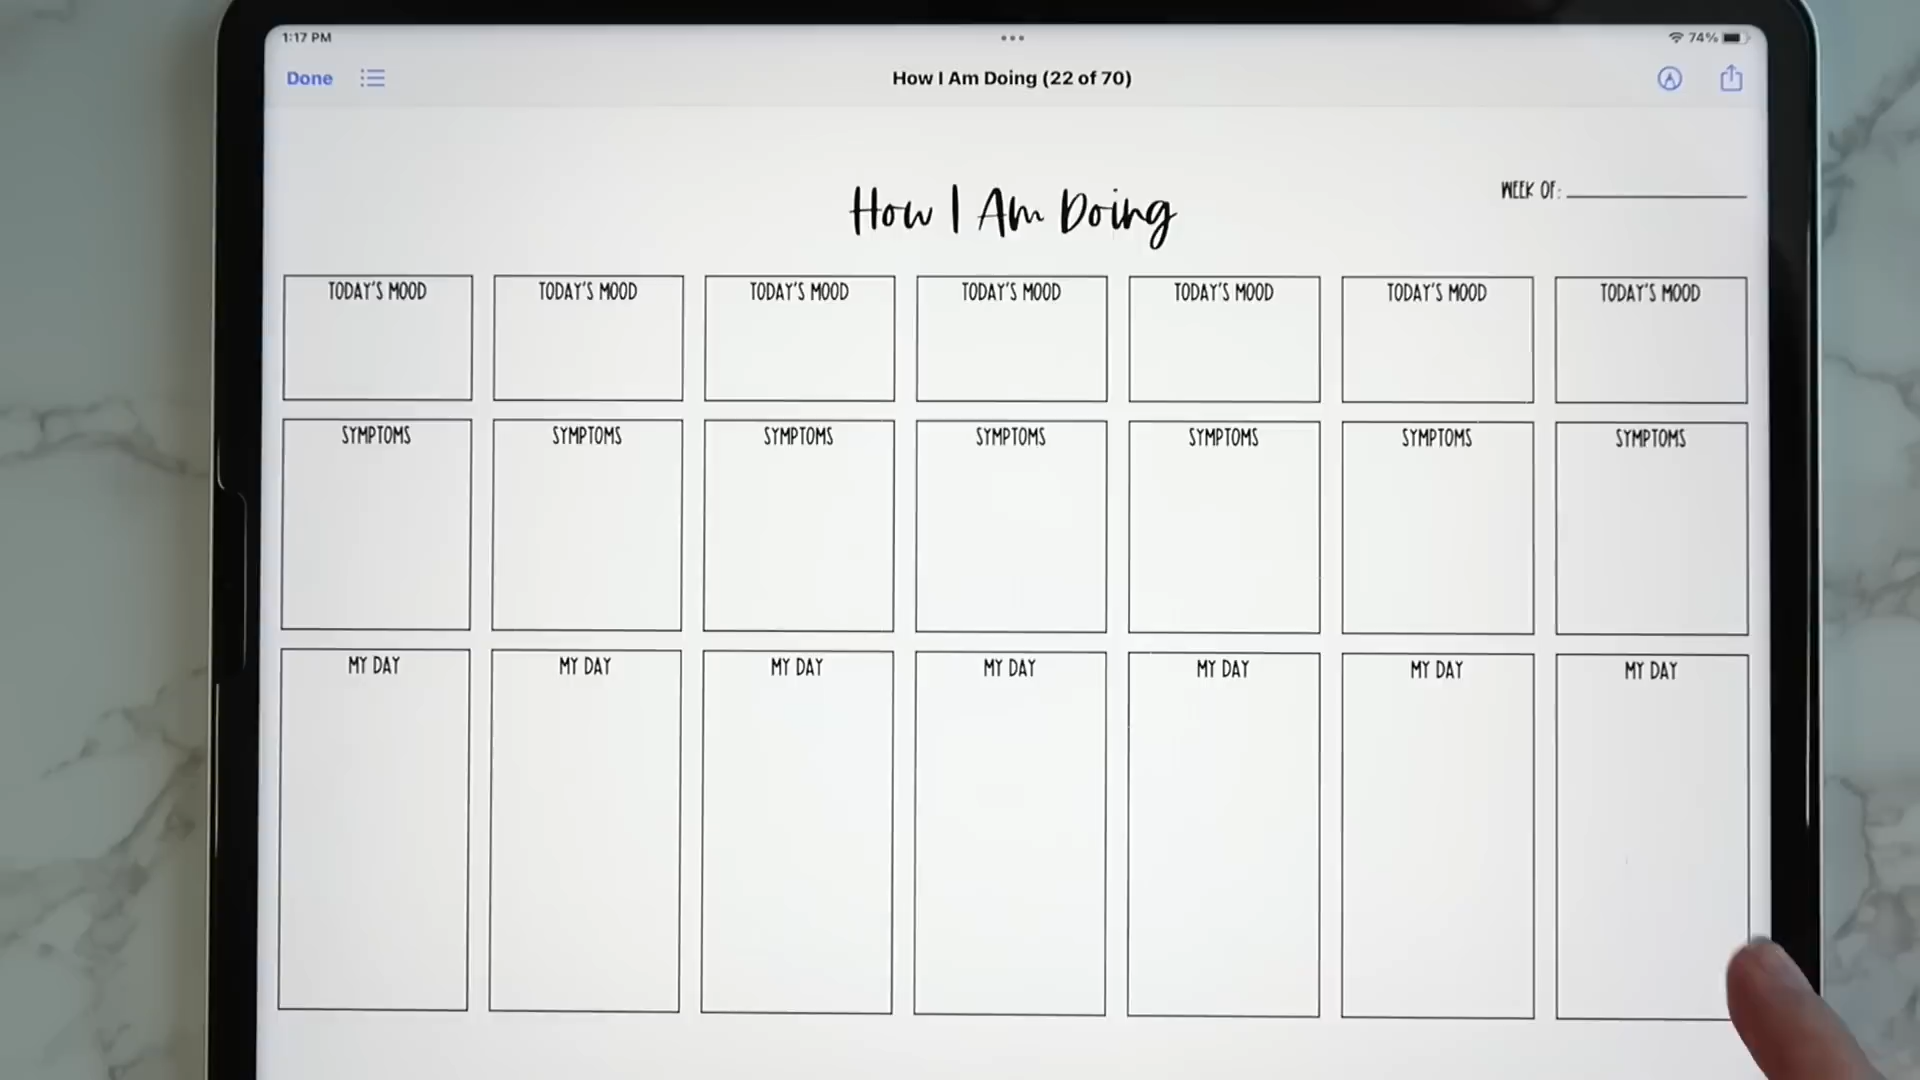 1:17 PM
74%
Done
How I Am Doing (22 of 70)
How I Am Doing
WEEK OF:
TODAY'S MOOD TODAY'S MOOD TODAY'S MOOD TODAY'S MOOD TODAY'S MOOD TODAY'S MOOD TODAY'S MOOD
SYMPTOMS SYMPTOMS SYMPTOMS SYMPTOMS SYMPTOMS SYMPTOMS SYMPTOMS
MY DAY MY DAY MY DAY MY DAY MY DAY MY DAY MY DAY